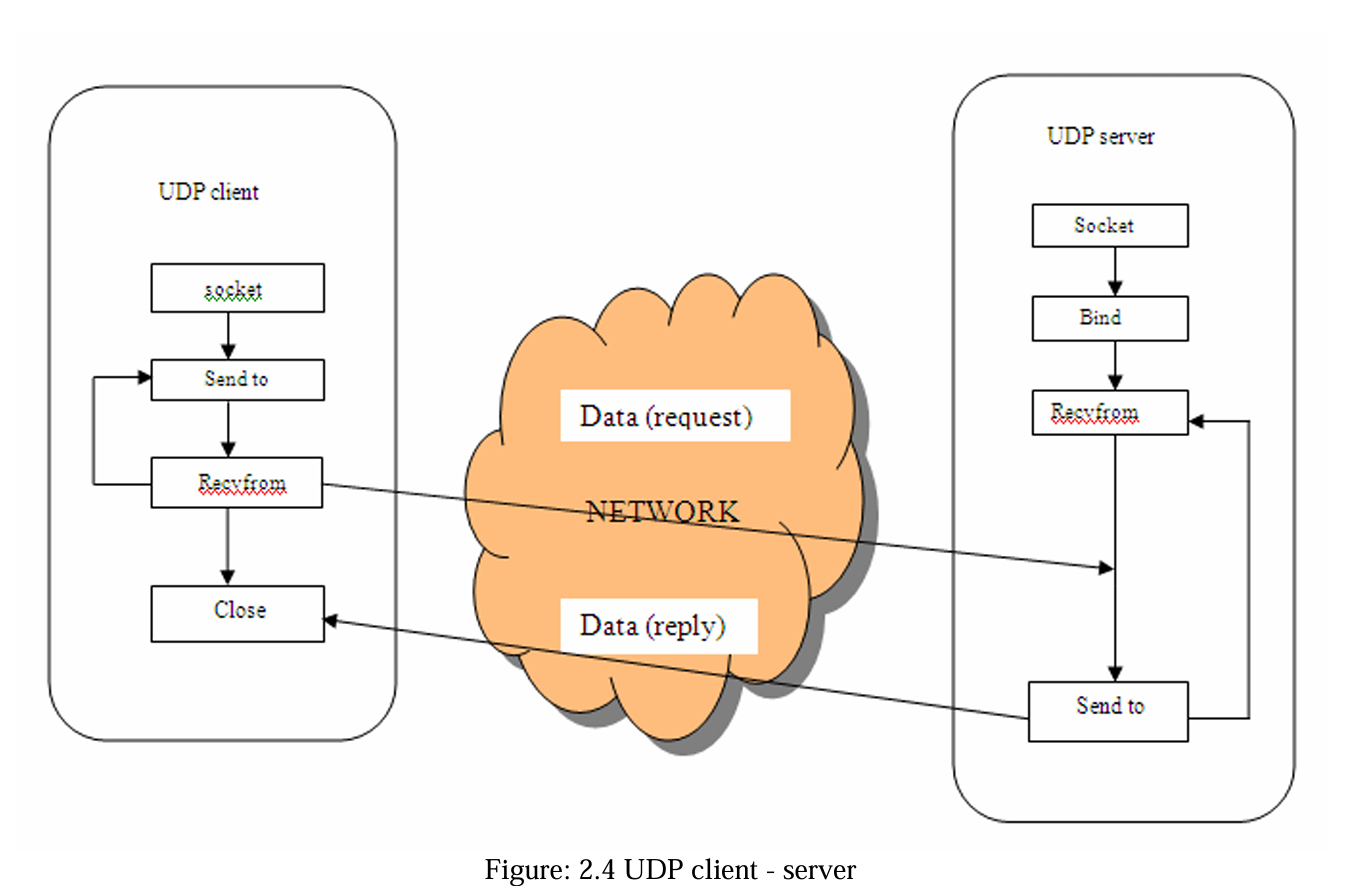 UDP client
socket
Send to
Recvfrom
Close
Data (request)
NETWORK
Data (reply)
UDP server
Socket
Bind
Recvfrom
Send to
Figure: 2.4 UDP client - server